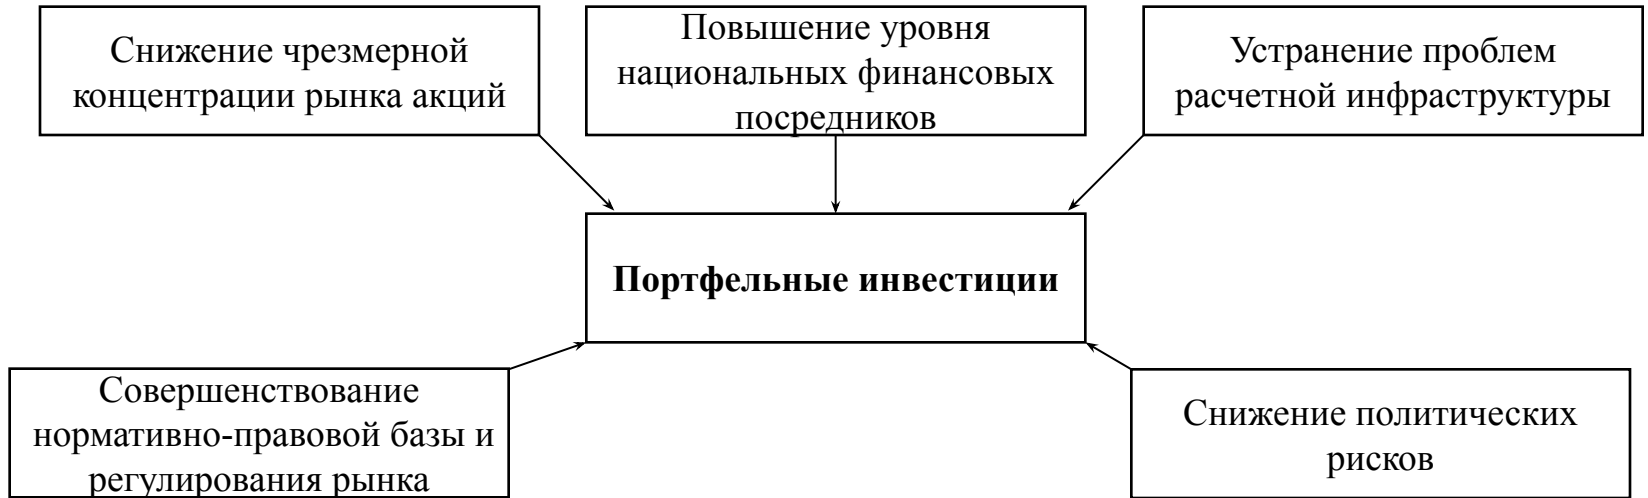 Снижение чрезмерной
концентрации рынка акций
Повышение уровня
национальных финансовых
посредников
Устранение проблем
расчетной инфраструктуры
Портфельные инвестиции
Совершенствование
нормативно-правовой базы и
регулирования рынка
Снижение политических
рисков